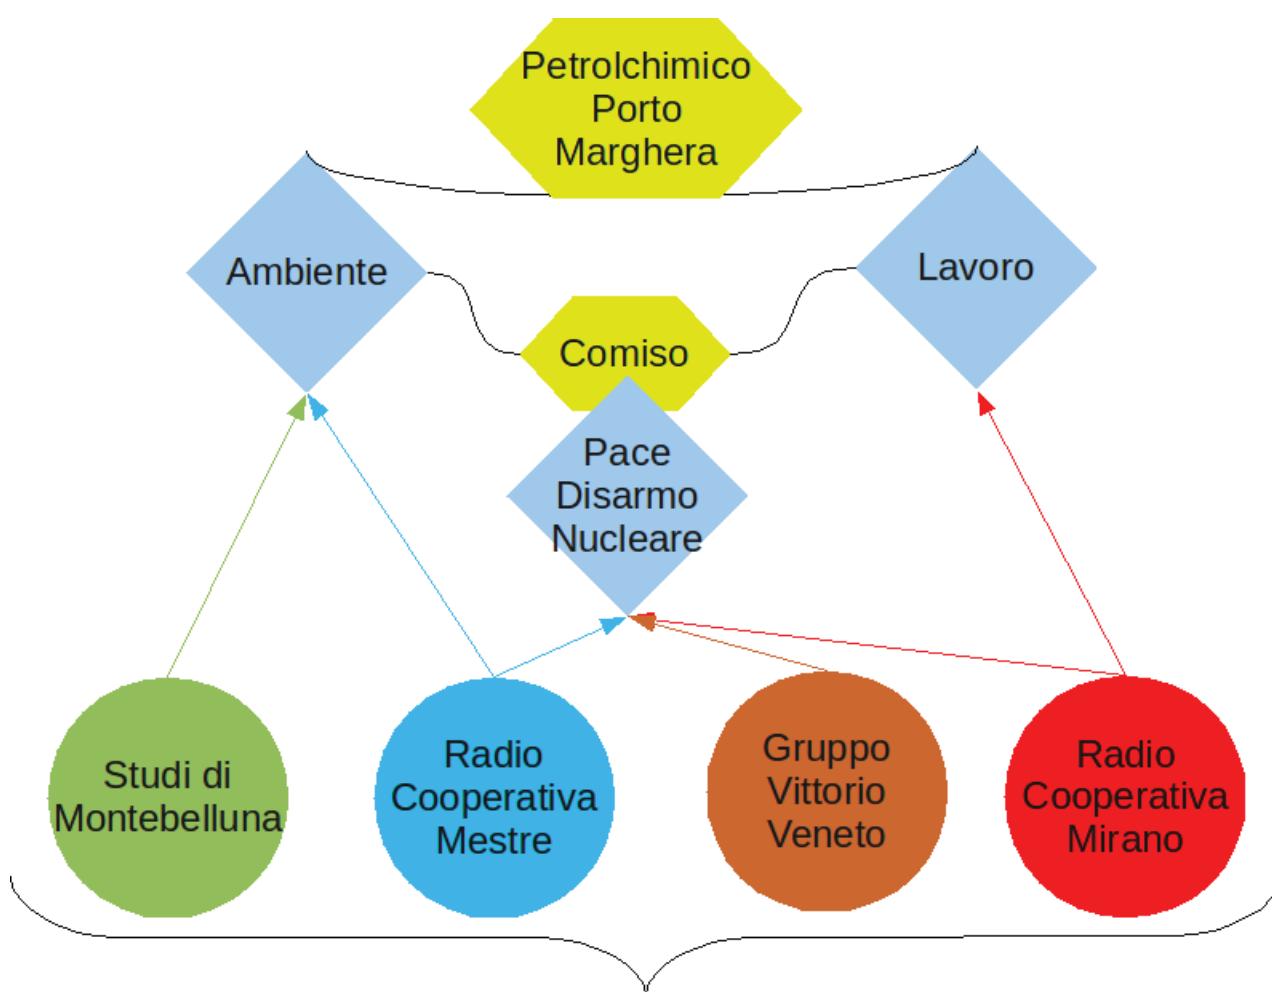 Petrolchimico
Porto
Marghera
Ambiente
Lavoro
Comiso
Pace
Disarmo
Nucleare
Studi di
Montebelluna
Radio
Cooperativa
Mestre
Gruppo
Vittorio
Veneto
Radio
Cooperativa
Mirano